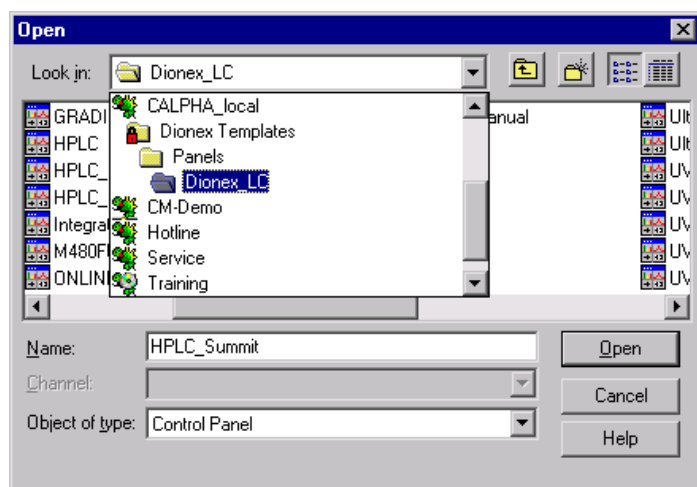 Open
Look in: Dionex_LC
CALPHA_local
Dionex Templates
Panels
Dionex_LC
CM-Demo
Hotline
Service
Training
GRADI
HPLC
HPLC_
HPLC_
Integrat
M480F
ONLIN
anual
Ult
Ult
UV
UV
UV
UV
UV
Name: HPLC_Summit
Open
Channel:
Cancel
Object of type: Control Panel
Help